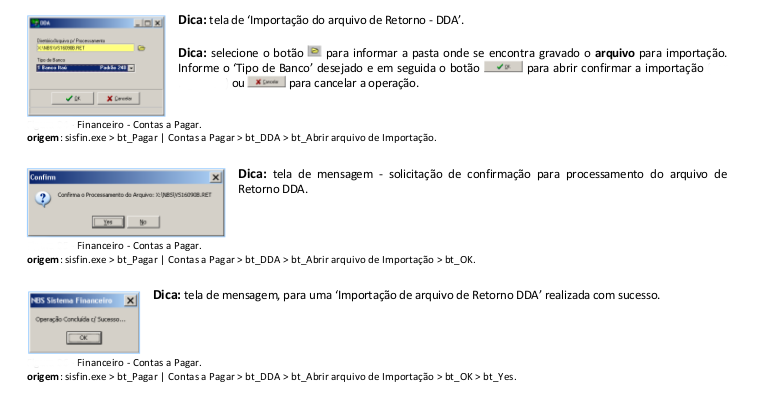 DDA
Diretório/Arquivo p/ Processamento
X:\NBS\VS16090B.RET
Tipo de Banco
1 Banco Itaú Padrão 240
OK Cancelar
Dica: tela de ‘Importação do arquivo de Retorno - DDA’.
Dica: selecione o botão para informar a pasta onde se encontra gravado o arquivo para importação.
Informe o ‘Tipo de Banco’ desejado e em seguida o botão OK para abrir confirmar a importação
ou Cancelar para cancelar a operação.
Financeiro - Contas a Pagar.
origem: sisfin.exe > bt_Pagar | Contas a Pagar > bt_DDA > bt_Abrir arquivo de Importação.
Confirm
Confirma o Processamento do Arquivo: X:\NBS\VS16090B.RET
Yes No
Dica: tela de mensagem - solicitação de confirmação para processamento do arquivo de
Retorno DDA.
Financeiro - Contas a Pagar.
origem: sisfin.exe > bt_Pagar | Contas a Pagar > bt_DDA > bt_Abrir arquivo de Importação > bt_OK.
NBS Sistema Financeiro
Operação Concluída c/ Sucesso...
OK
Dica: tela de mensagem, para uma ‘Importação de arquivo de Retorno DDA’ realizada com sucesso.
Financeiro - Contas a Pagar.
origem: sisfin.exe > bt_Pagar | Contas a Pagar > bt_DDA > bt_Abrir arquivo de Importação > bt_OK > bt_Yes.